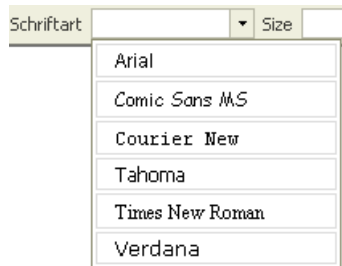 Schriftart Size
Arial
Comic Sans MS
Courier New
Tahoma
Times New Roman
Verdana